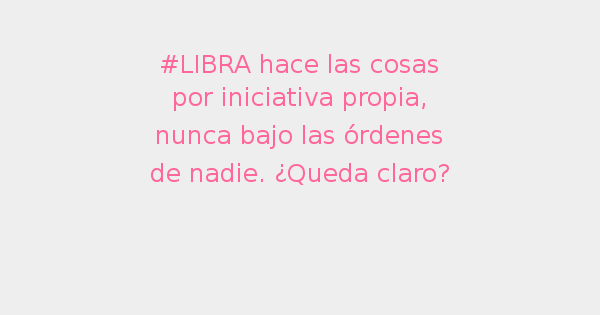 #LIBRA hace las cosas
por iniciativa propia,
nunca bajo las órdenes
de nadie. ¿Queda claro?